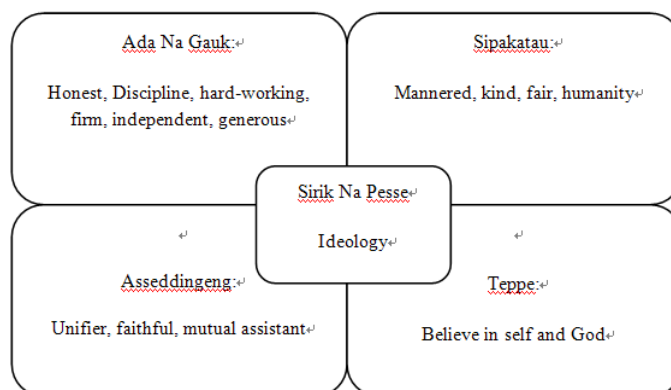 Ada Na Gauk:
Honest, Discipline, hard-working,
firm, independent, generous
Sipakatau:
Mannered, kind, fair, humanity
Sirik Na Pesse
Ideology
Asseddingeng:
Unifier, faithful, mutual assistant
Teppe:
Believe in self and God